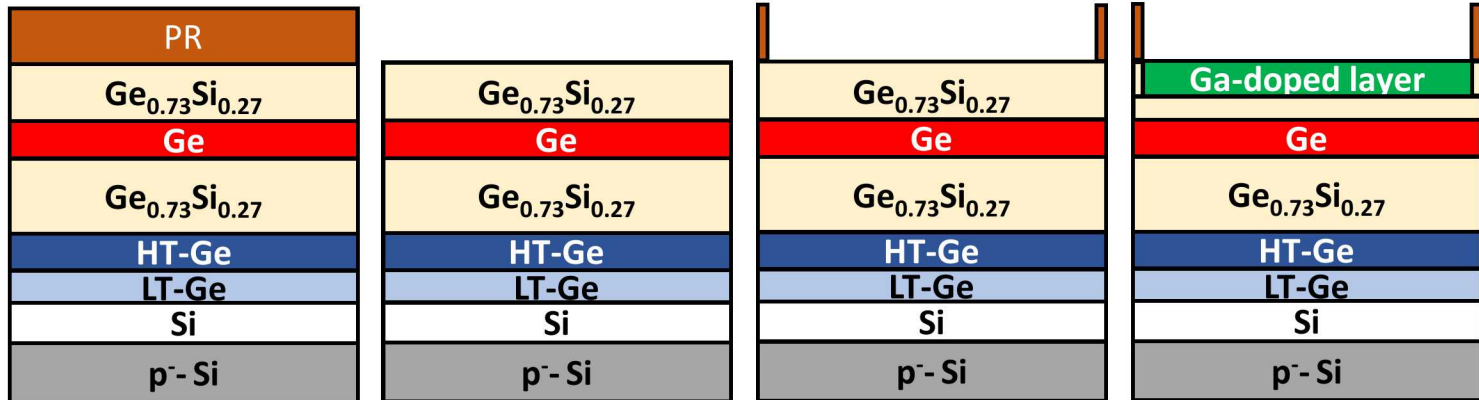 PR
Ge₀.₇₃Si₀.₂₇
Ge
Ge₀.₇₃Si₀.₂₇
HT-Ge
LT-Ge
Si
p⁻- Si
Ge₀.₇₃Si₀.₂₇
Ge
Ge₀.₇₃Si₀.₂₇
HT-Ge
LT-Ge
Si
p⁻- Si
Ge₀.₇₃Si₀.₂₇
Ge
Ge₀.₇₃Si₀.₂₇
HT-Ge
LT-Ge
Si
p⁻- Si
Ga-doped layer
Ge
Ge₀.₇₃Si₀.₂₇
HT-Ge
LT-Ge
Si
p⁻- Si